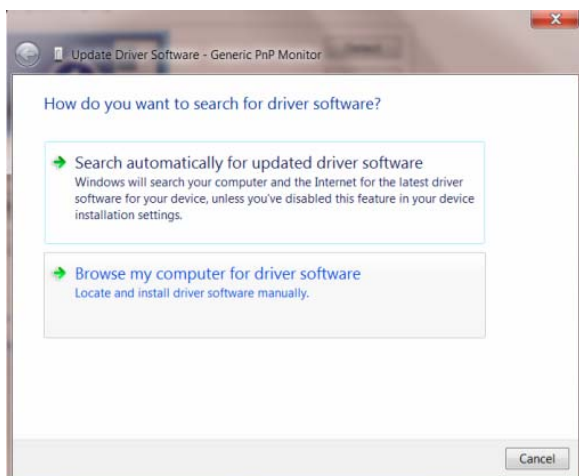 Update Driver Software - Generic PnP Monitor
How do you want to search for driver software?
Search automatically for updated driver software
Windows will search your computer and the Internet for the latest driver
software for your device, unless you've disabled this feature in your device
installation settings.
Browse my computer for driver software
Locate and install driver software manually.
Cancel